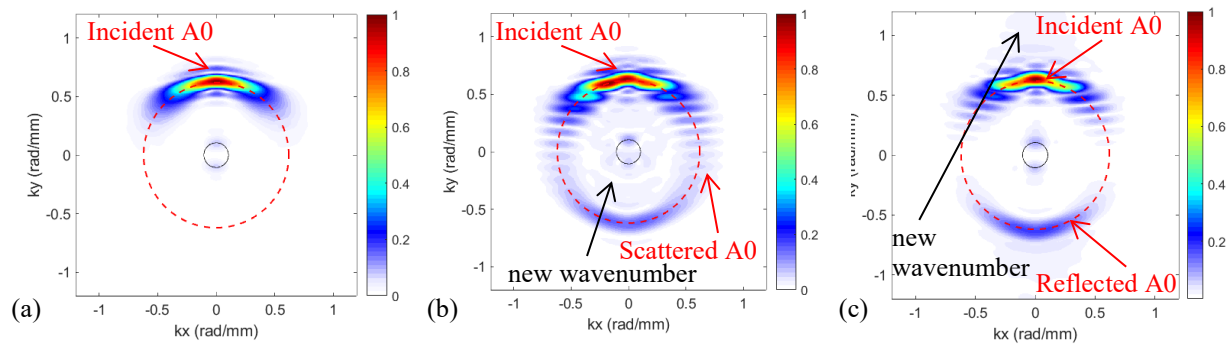 Incident A0
1
0.8
0.6
0.4
0.2
0
1
0.5
0
-0.5
-1
ky (rad/mm)
-1 -0.5 0 0.5 1
kx (rad/mm)
(a)
Incident A0
1
0.8
0.6
0.4
0.2
0
1
0.5
0
-0.5
-1
ky (rad/mm)
Scattered A0
new wavenumber
-1 -0.5 0 0.5 1
kx (rad/mm)
(b)
Incident A0
1
0.8
0.6
0.4
0.2
1
0.5
0
-0.5
-1
(rad/mm)
new
wavenumber
Reflected A0
-1 -0.5 0 0.5 1
kx (rad/mm)
(c)